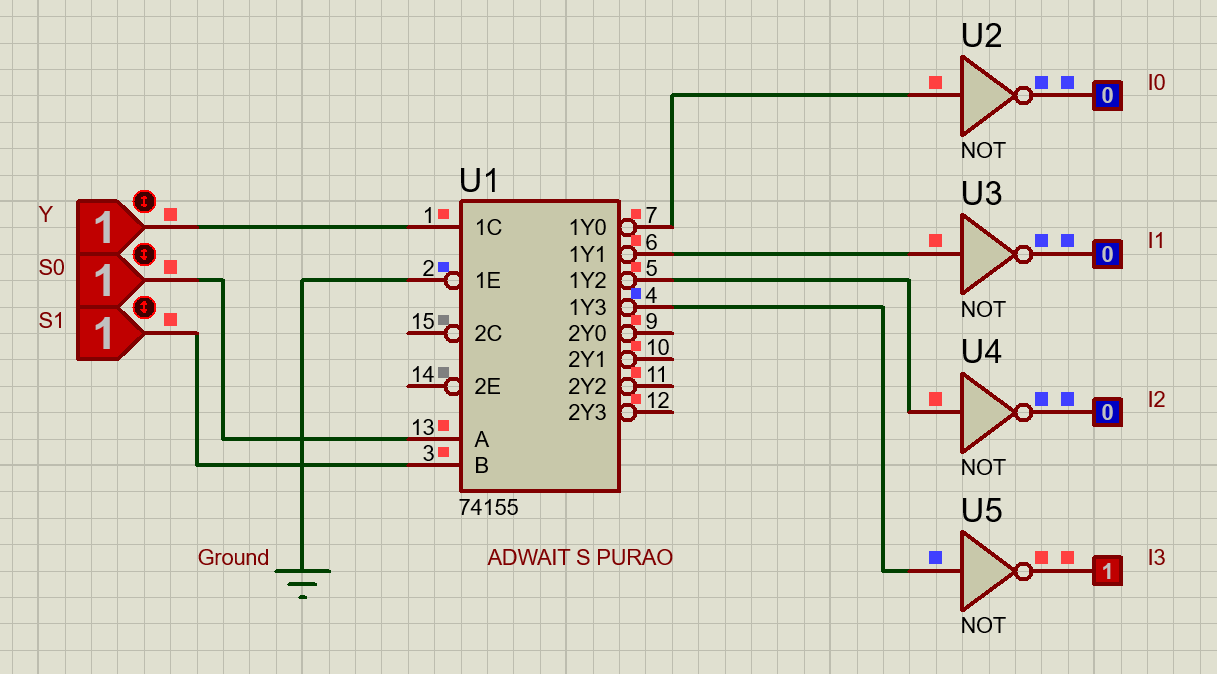 U2
I0
0
NOT
U3
I1
0
NOT
U1
Y
1
S0
1
S1
1
1 1C 1Y0 7
1Y1 6
2 1E 1Y2 5
1Y3 4
15 2C 2Y0 9
2Y1 10
14 2E 2Y2 11
2Y3 12
13 A
3 B
74155
U4
I2
0
NOT
U5
I3
1
NOT
Ground
ADWAIT S PURAO